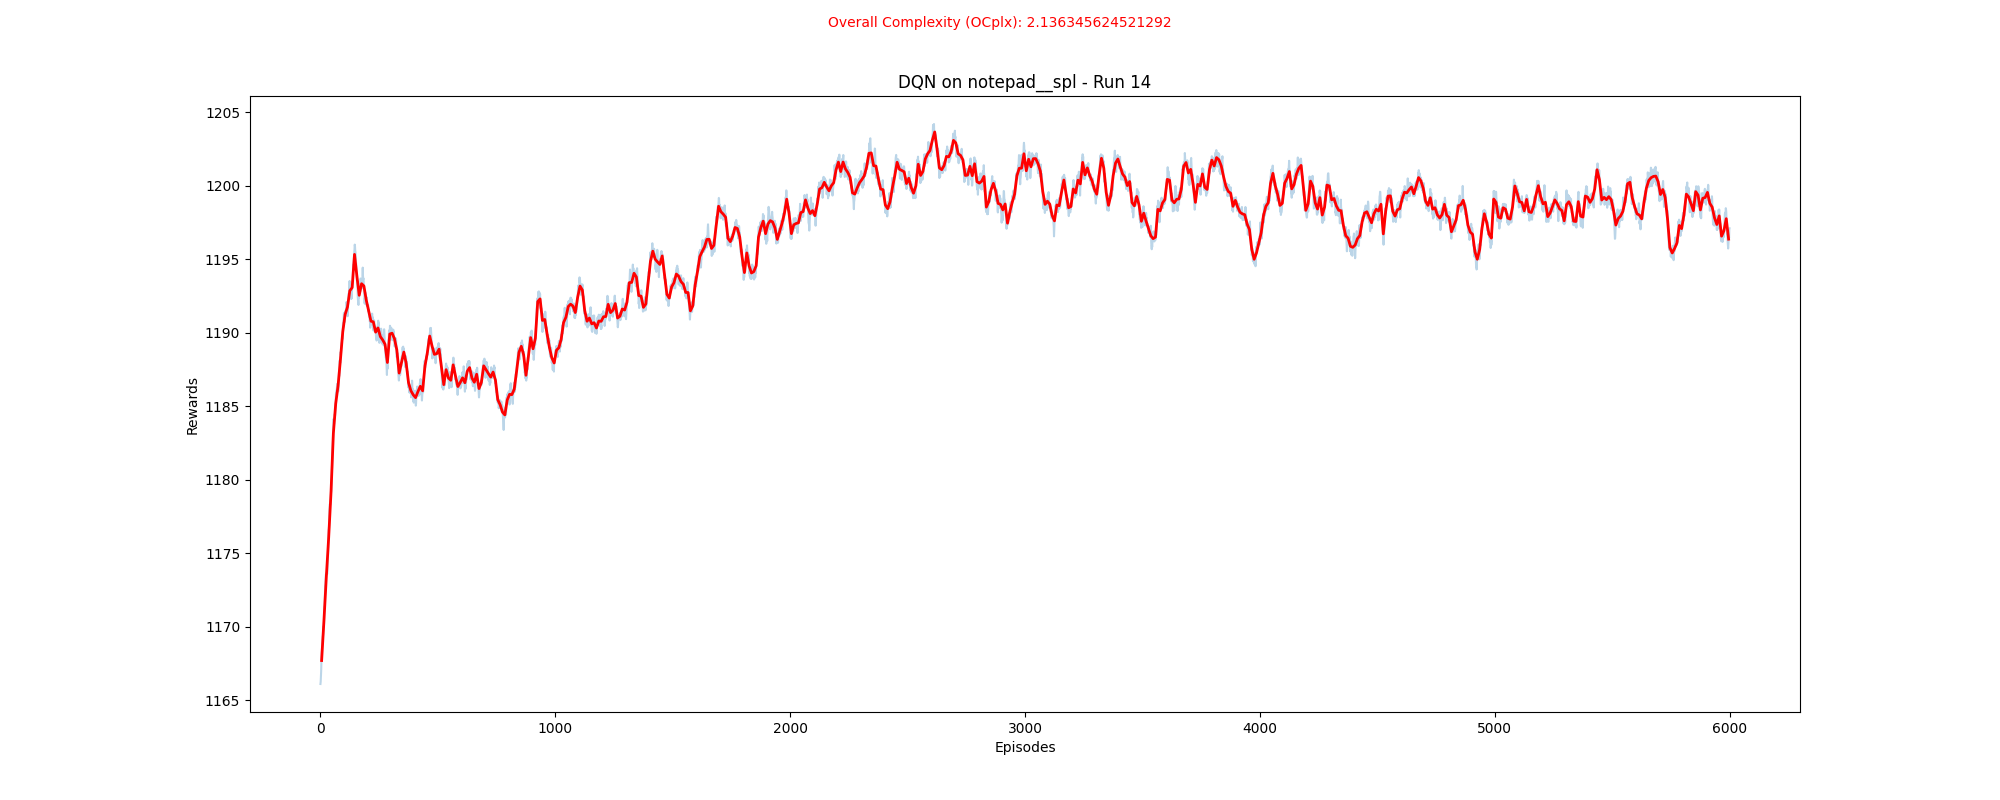 Overall Complexity (OCplx): 2.136345624521292
DQN on notepad__spl - Run 14
1205
1200
1195
1190
1185
1180
1175
1170
1165
Rewards
0 1000 2000 3000 4000 5000 6000
Episodes